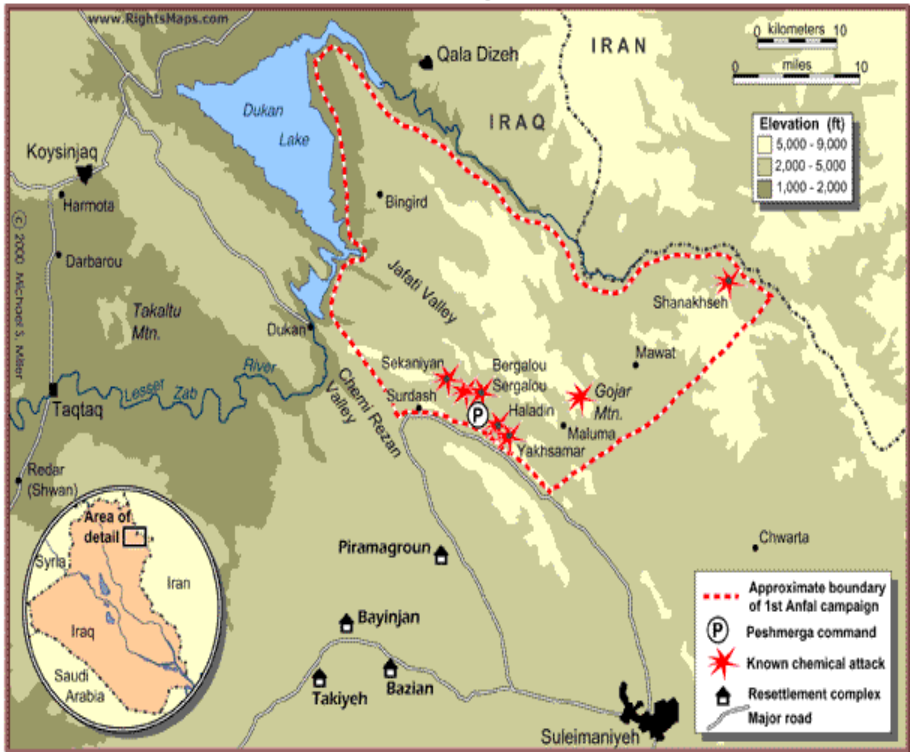 www.RightsMaps.com
IRAN
kilometers
0 10
miles
0 10
Qala Dizeh
Dukan
Lake
IRAQ
Elevation (ft)
5,000 - 9,000
2,000 - 5,000
1,000 - 2,000
Koysinjaq
Harmota
Bingird
© 2000 Michael S. Miller
Darbarou
Jafati Valley
Shanakhseh
Takaltu
Mtn.
Dukan
Mawat
Sekaniyan
Bergalou
Sergalou
Gojar
Mtn.
Lesser Zab River
Taqtaq
Chemi Rezan
Valley
Surdash
P
Haladin
Maluma
Yakhsamar
Redar
(Shwan)
Area of
detail
Syria
Iran
Iraq
Saudi
Arabia
Chwarta
Piramagroun
Bayinjan
Takiyeh
Bazian
Suleimaniyeh
Approximate boundary
of 1st Anfal campaign
P
Peshmerga command
Known chemical attack
Resettlement complex
Major road